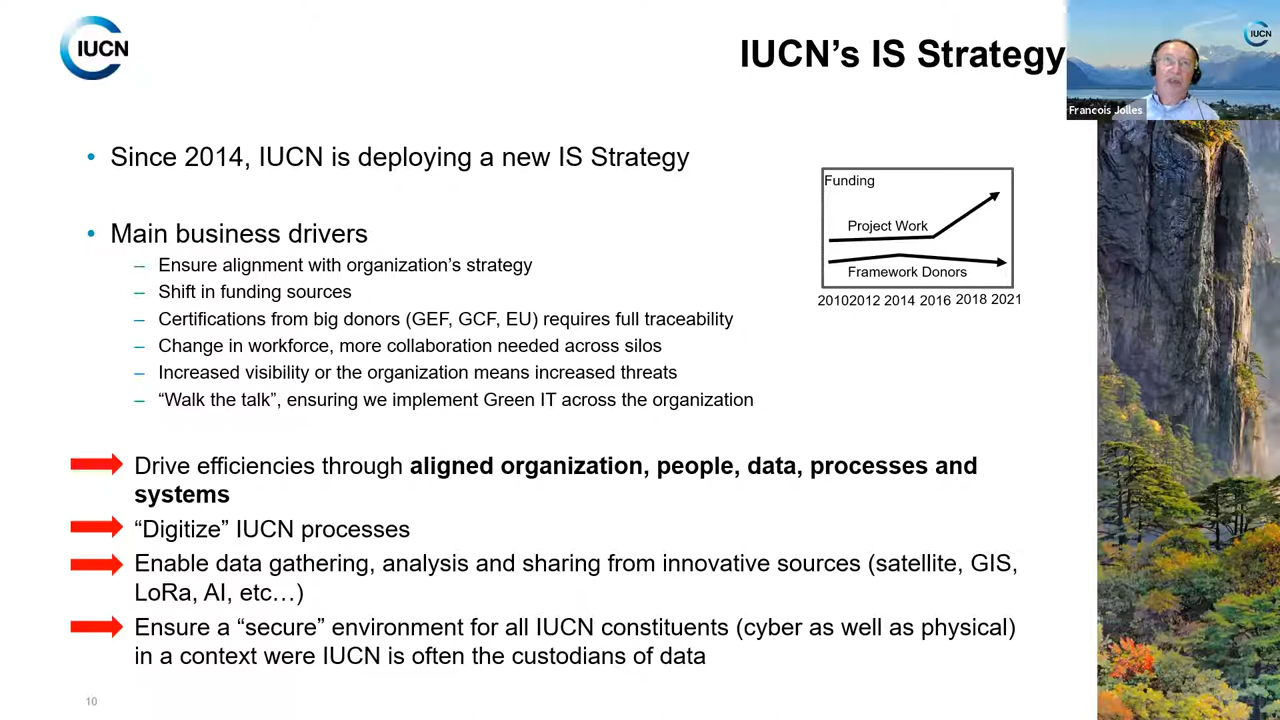 IUCN
IUCN's IS Strategy
IUCN
Francois Jolles
• Since 2014, IUCN is deploying a new IS Strategy
Funding
Project Work
Framework Donors
20102012 2014 2016 2018 2021
• Main business drivers
– Ensure alignment with organization's strategy
– Shift in funding sources
– Certifications from big donors (GEF, GCF, EU) requires full traceability
– Change in workforce, more collaboration needed across silos
– Increased visibility or the organization means increased threats
– “Walk the talk”, ensuring we implement Green IT across the organization
Drive efficiencies through aligned organization, people, data, processes and
systems
“Digitize” IUCN processes
Enable data gathering, analysis and sharing from innovative sources (satellite, GIS,
LoRa, AI, etc…)
Ensure a “secure” environment for all IUCN constituents (cyber as well as physical)
in a context were IUCN is often the custodians of data
10